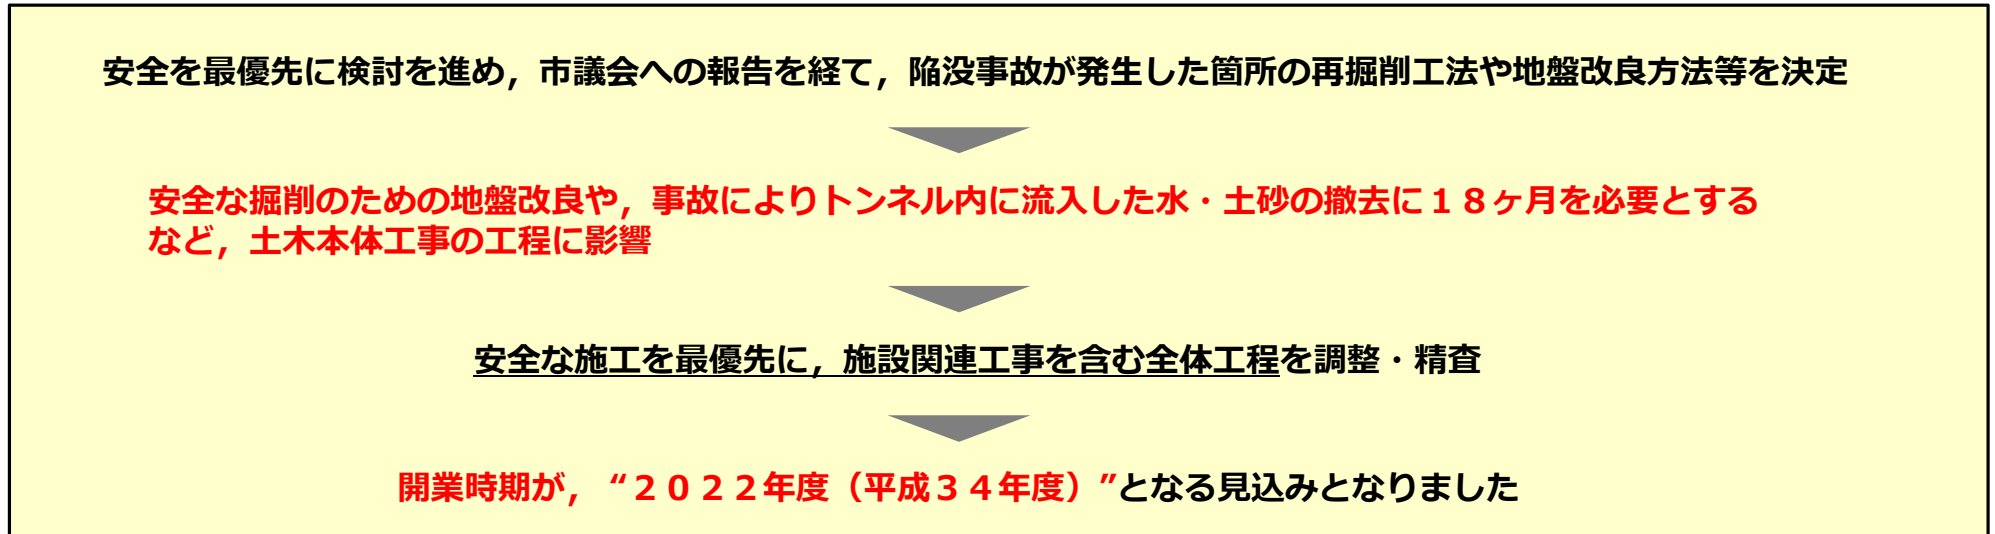 安全を最優先に検討を進め，市議会への報告を経て，陥没事故が発生した箇所の再掘削工法や地盤改良方法等を決定
安全な掘削のための地盤改良や，事故によりトンネル内に流入した水・土砂の撤去に１８ヶ月を必要とする
など，土木本体工事の工程に影響
安全な施工を最優先に，施設関連工事を含む全体工程を調整・精査
開業時期が，“２０２２年度（平成３４年度）”となる見込みとなりました